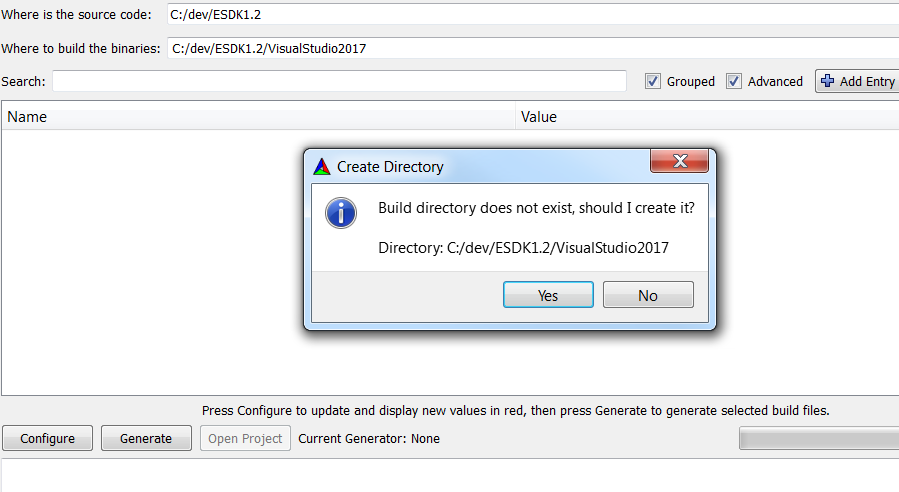 Where is the source code: C:/dev/ESDK1.2
Where to build the binaries: C:/dev/ESDK1.2/VisualStudio2017
Search: Grouped Advanced Add Entry
Name Value
Create Directory
Build directory does not exist, should I create it?
Directory: C:/dev/ESDK1.2/VisualStudio2017
Yes No
Press Configure to update and display new values in red, then press Generate to generate selected build files.
Configure Generate Open Project Current Generator: None